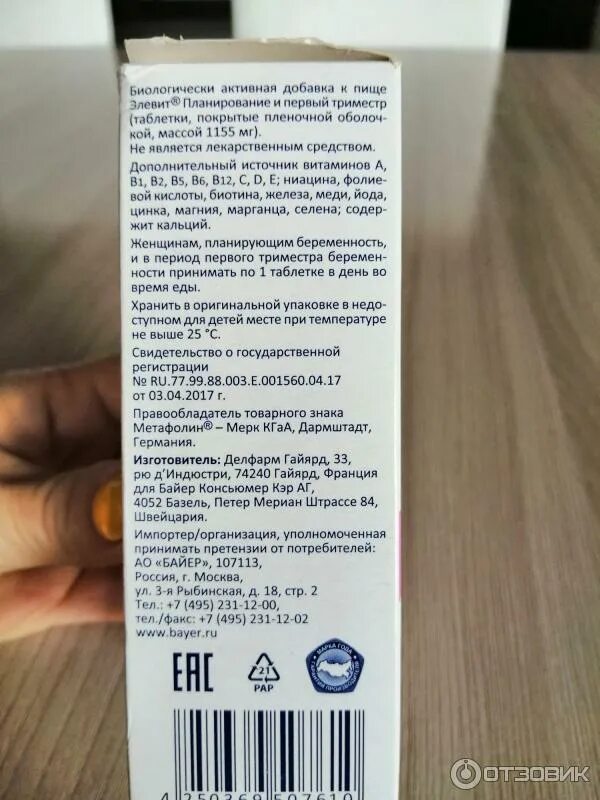 Биологически активная добавка к пище
Элевит® Планирование и первый триместр
(таблетки, покрытые пленочной оболоч-
кой, массой 1155 мг).
Не является лекарственным средством.
Дополнительный источник витаминов А,
В1, В2, В5, В6, В12, С, D, Е; ниацина, фолие-
вой кислоты, биотина, железа, меди, йода,
цинка, магния, марганца, селена; содер-
жит кальций.
Женщинам, планирующим беременность,
и в период первого триместра беремен-
ности принимать по 1 таблетке в день во
время еды.
Хранить в оригинальной упаковке в недо-
ступном для детей месте при температуре
не выше 25 °С.
Свидетельство о государственной
регистрации
№ RU.77.99.88.003.Е.001560.04.17
от 03.04.2017 г.
Правообладатель товарного знака
Метафолин® – Мерк КГаА, Дармштадт,
Германия.
Изготовитель: Делфарм Гайярд, 33,
рю д’Индюстри, 74240 Гайярд, Франция
для Байер Консьюмер Кэр АГ,
4052 Базель, Петер Мериан Штрассе 84,
Швейцария.
Импортер/организация, уполномоченная
принимать претензии от потребителей:
АО «БАЙЕР», 107113,
Россия, г. Москва,
ул. 3-я Рыбинская, д. 18, стр. 2
Тел.: +7 (495) 231-12-00,
тел./факс: +7 (495) 231-12-02
www.bayer.ru
EAC
21
PAP
МАРКА ГОДА
ГАРАНТИЯ ПРОИЗВОДИТЕЛЯ
4 250369 507610
ОТЗОВИК